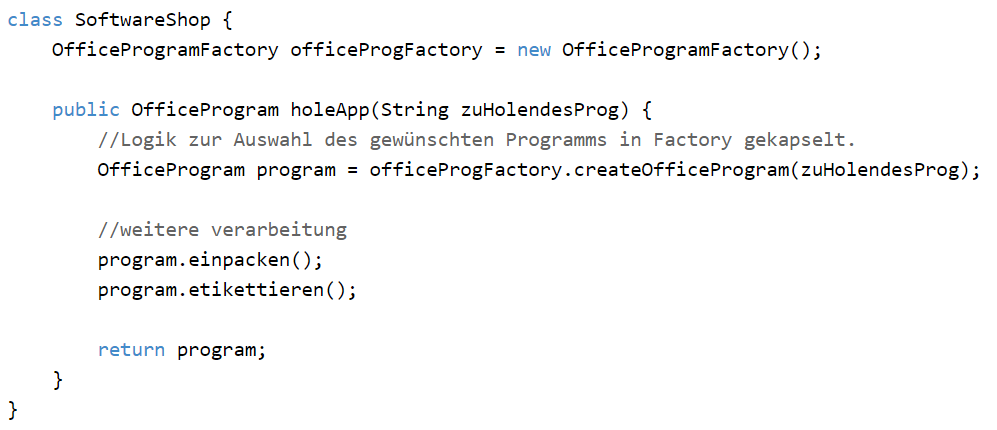 class SoftwareShop {
    OfficeProgramFactory officeProgFactory = new OfficeProgramFactory();
    public OfficeProgram holeApp(String zuHolendesProg) {
        //Logik zur Auswahl des gewünschten Programms in Factory gekapselt.
        OfficeProgram program = officeProgFactory.createOfficeProgram(zuHolendesProg);
        //weitere verarbeitung
        program.einpacken();
        program.etikettieren();
        return program;
    }
}